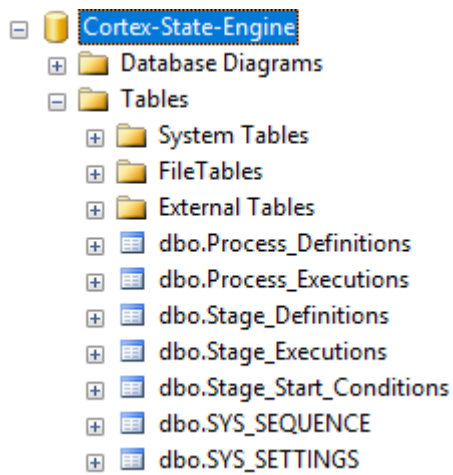 Cortex-State-Engine
Database Diagrams
Tables
System Tables
FileTables
External Tables
dbo.Process_Definitions
dbo.Process_Executions
dbo.Stage_Definitions
dbo.Stage_Executions
dbo.Stage_Start_Conditions
dbo.SYS_SEQUENCE
dbo.SYS_SETTINGS